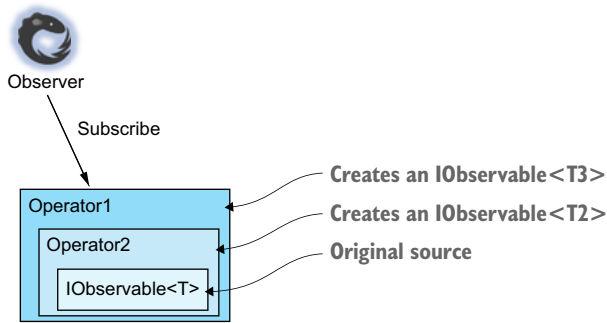 Observer
Subscribe
Creates an IObservable<T3>
Operator1
Creates an IObservable<T2>
Operator2
Original source
IObservable<T>